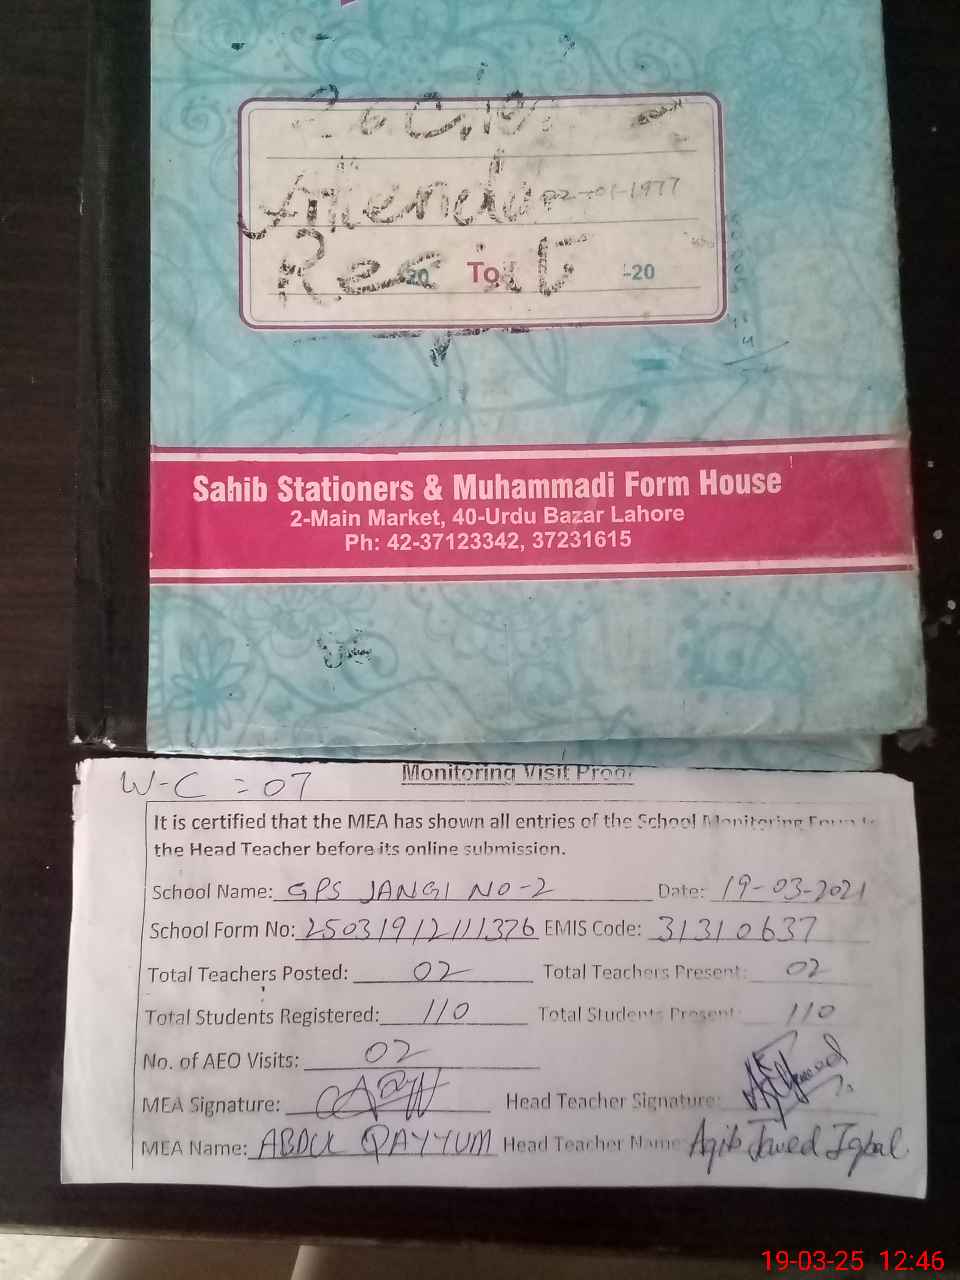 Attenda 02-01-1977
20 To -20
Sahib Stationers & Muhammadi Form House
2-Main Market, 40-Urdu Bazar Lahore
Ph: 42-37123342, 37231615
W-C = 07
Monitoring Visit Proof
It is certified that the MEA has shown all entries of the School Monitoring Form to
the Head Teacher before its online submission.
School Name: GPS JANGI NO-2 Date: 19-03-2021
School Form No: 25031912111376 EMIS Code: 31310637
Total Teachers Posted: 02 Total Teachers Present: 02
Total Students Registered: 110 Total Students Present: 110
No. of AEO Visits: 02
MEA Signature: Head Teacher Signature:
MEA Name: ABDUL QAYYUM Head Teacher Name Aqib Javed Iqbal
19-03-25 12:46